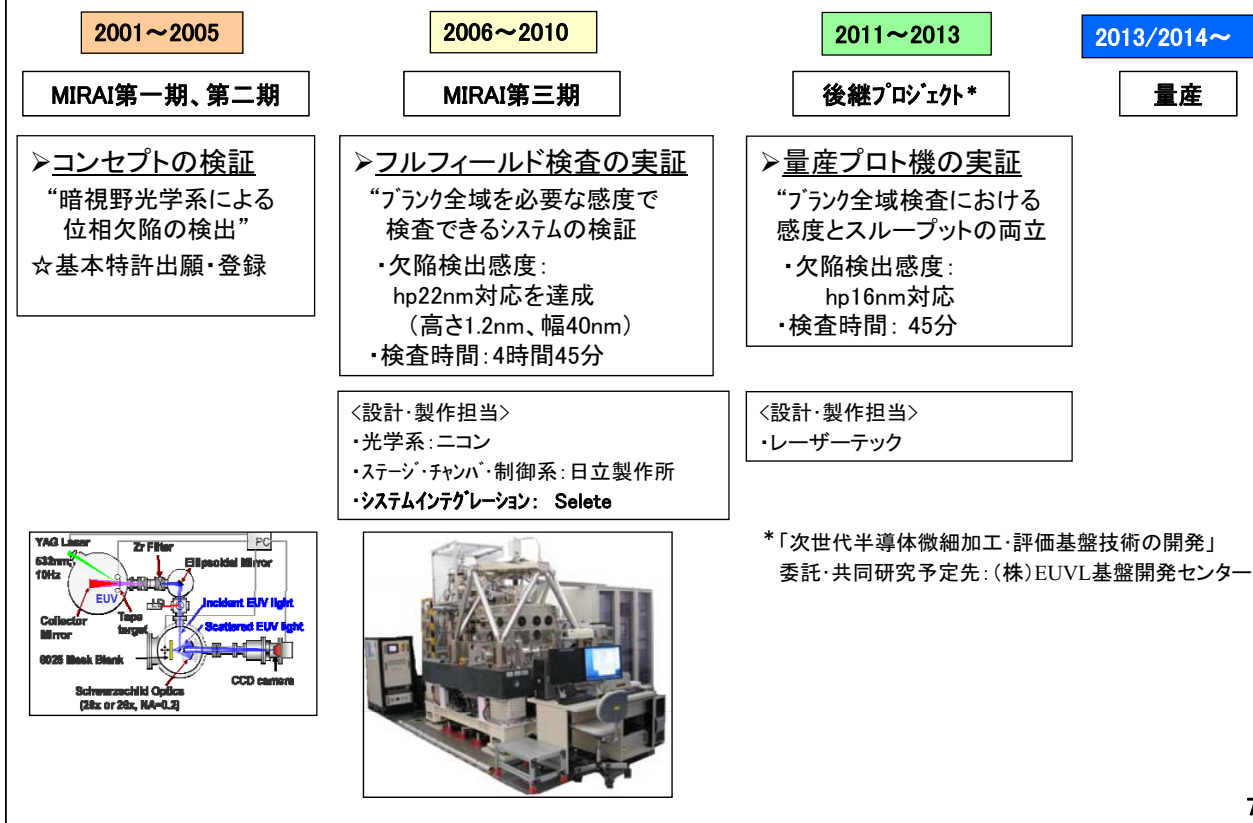 2001～2005
2006～2010
2011～2013
2013/2014～
MIRAI第一期、第二期
MIRAI第三期
後継プロジェクト*
量産
➢コンセプトの検証
“暗視野光学系による
位相欠陥の検出”
☆基本特許出願・登録
➢フルフィールド検査の実証
“ブランク全域を必要な感度で
検査できるシステムの検証
・欠陥検出感度：
hp22nm対応を達成
（高さ1.2nm、幅40nm）
・検査時間：4時間45分
➢量産プロト機の実証
“ブランク全域検査における
感度とスループットの両立
・欠陥検出感度：
hp16nm対応
・検査時間： 45分
<設計・製作担当>
・光学系：ニコン
・ステージ・チャンバ・制御系：日立製作所
・システムインテグレーション： Selete
<設計・製作担当>
・レーザーテック
*「次世代半導体微細加工・評価基盤技術の開発」
委託・共同研究予定先：(株)EUVL基盤開発センター
YAG Laser
532nm,
10Hz
Zr Filter
PC
Ellipsoidal Mirror
EUV
LD
Incident EUV light
Collector
Mirror
Tape
target
Scattered EUV light
6025 Mask Blank
CCD camera
Schwarzschild Optics
(26x, NA=0.2)
7